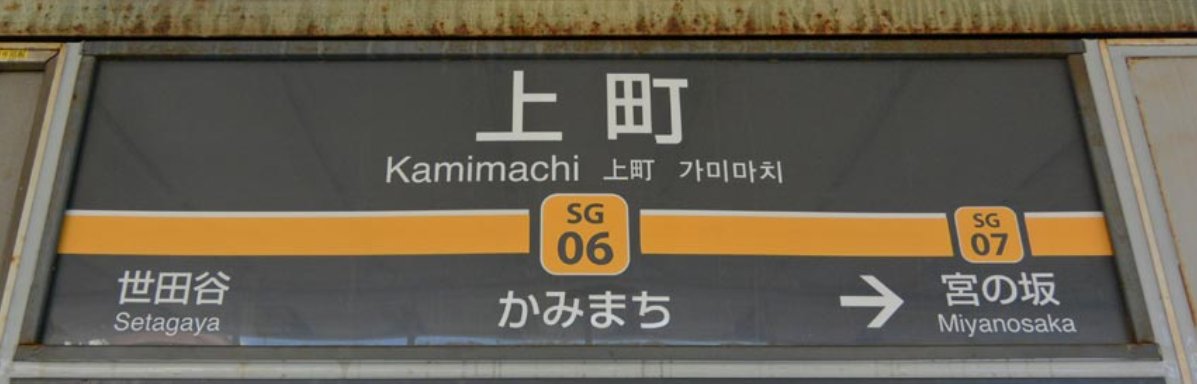 上町
Kamimachi 上町 가미마치
SG
06
SG
07
世田谷
Setagaya
かみまち
→ 宮の坂
Miyanosaka